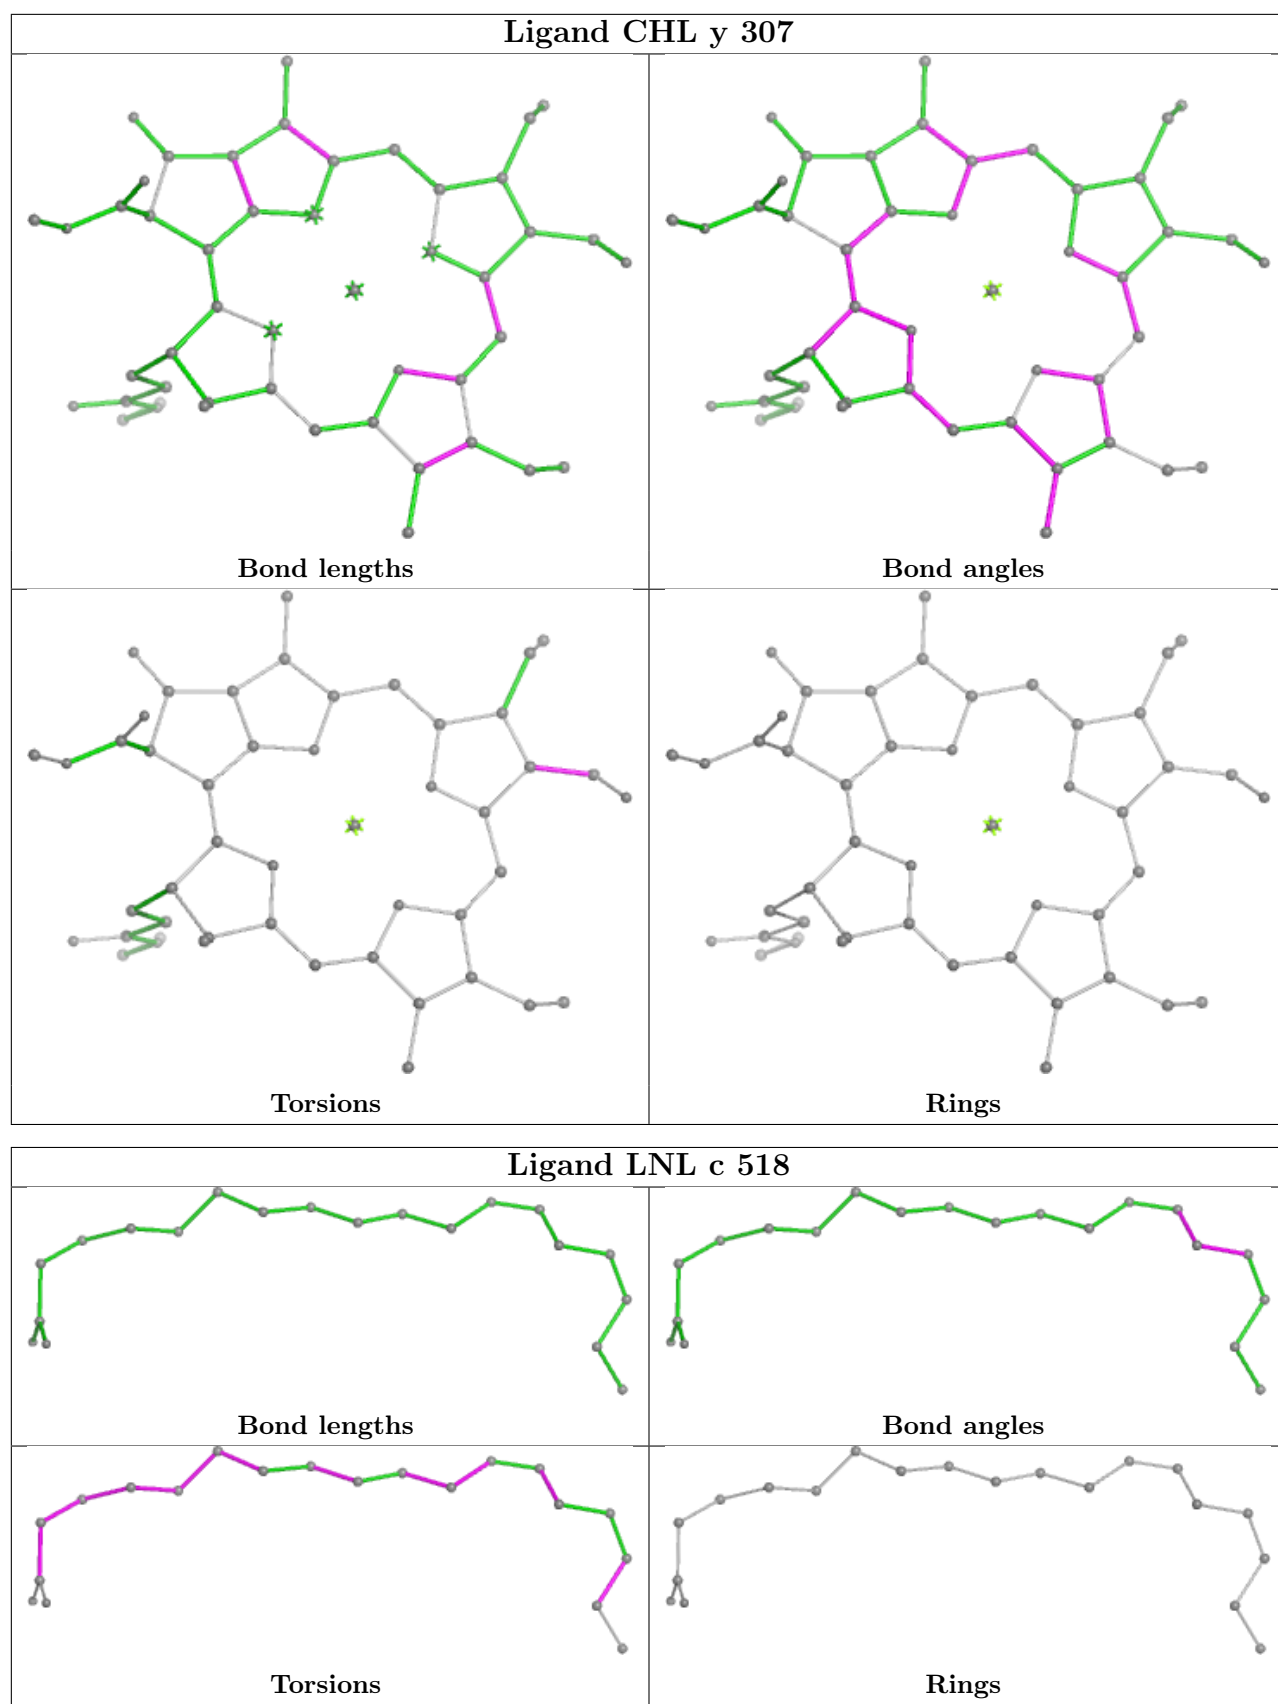 Ligand CHL y 307
Bond lengths
Bond angles
Torsions
Rings
Ligand LNL c 518
Bond lengths
Bond angles
Torsions
Rings